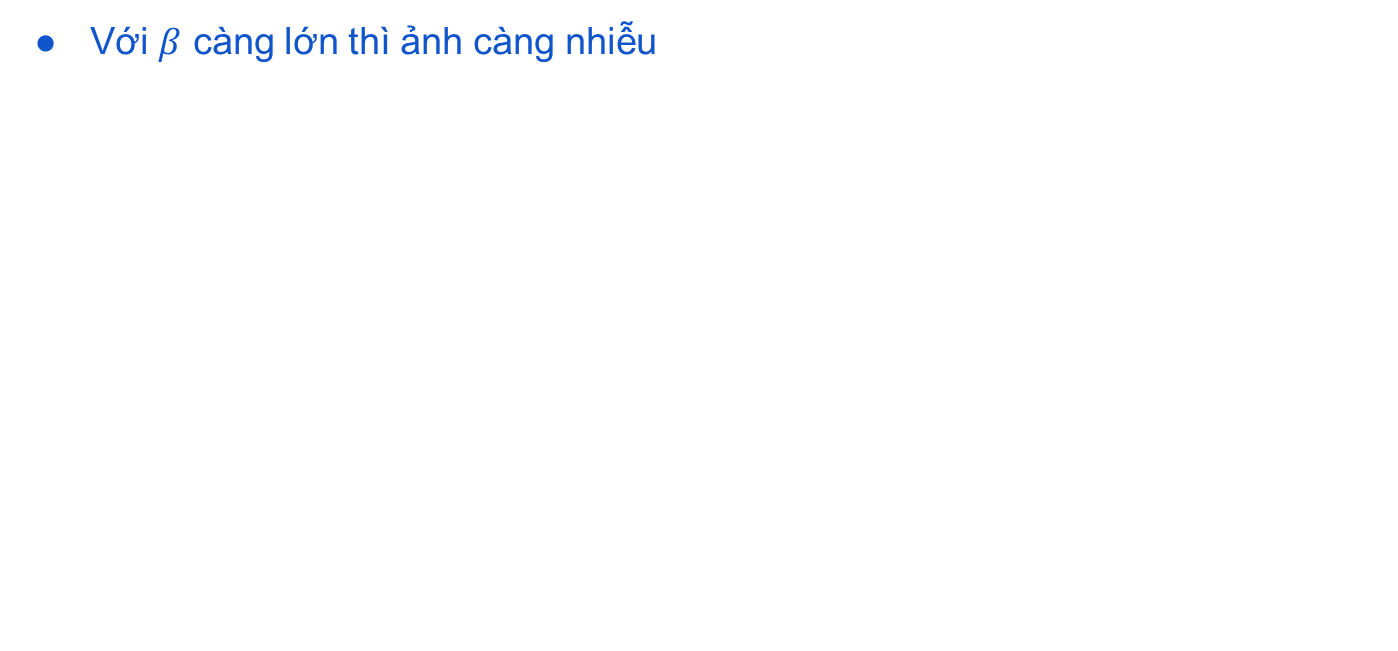 ● Với β càng lớn thì ảnh càng nhiễu